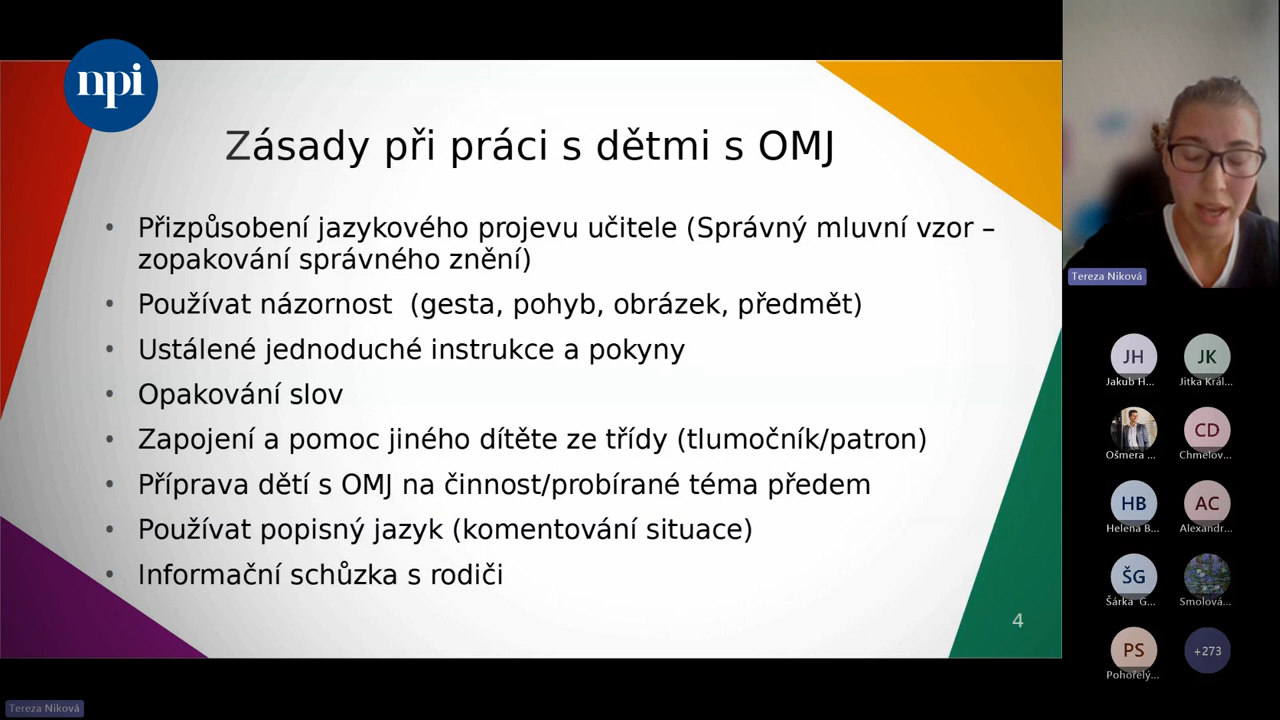 npi
Zásady při práci s dětmi s OMJ
• Přizpůsobení jazykového projevu učitele (Správný mluvní vzor –
zopakování správného znění)
• Používat názornost (gesta, pohyb, obrázek, předmět)
• Ustálené jednoduché instrukce a pokyny
• Opakování slov
• Zapojení a pomoc jiného dítěte ze třídy (tlumočník/patron)
• Příprava dětí s OMJ na činnost/probírané téma předem
• Používat popisný jazyk (komentování situace)
• Informační schůzka s rodiči
4
Tereza Niková
JH JK
Jakub H... Jitka Král...
CD
Ošmera ... Chmelov...
HB AC
Helena B... Alexandr...
ŠG
Šárka G... Smolová...
PS +273
Pohořelý...
Tereza Niková